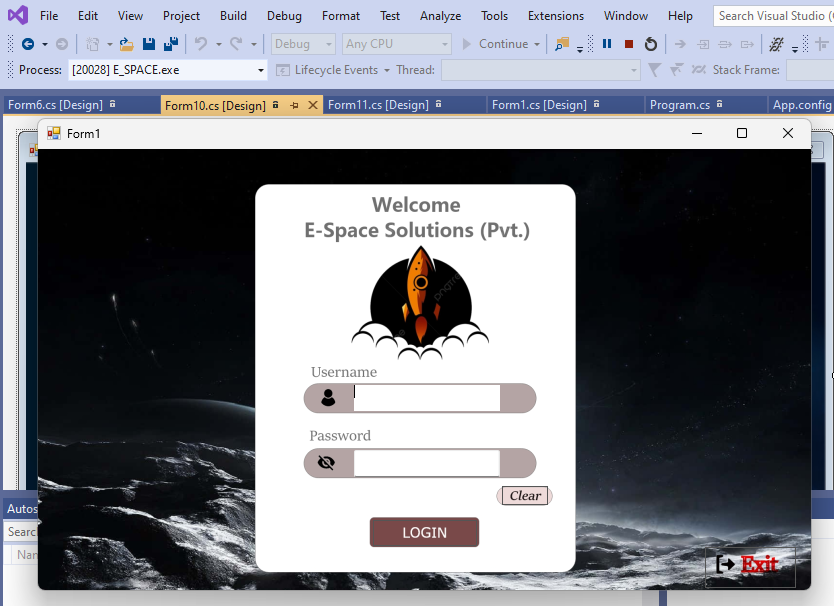 File Edit View Project Build Debug Format Test Analyze Tools Extensions Window Help Search Visual Studio (
Debug Any CPU Continue
Process: [20028] E_SPACE.exe Lifecycle Events Thread: Stack Frame:
Form6.cs [Design] Form10.cs [Design] Form11.cs [Design] Form1.cs [Design] Program.cs App.config
Form1
Welcome
E-Space Solutions (Pvt.)
Username
Password
Clear
LOGIN
Exit
Autos
Search
Nam